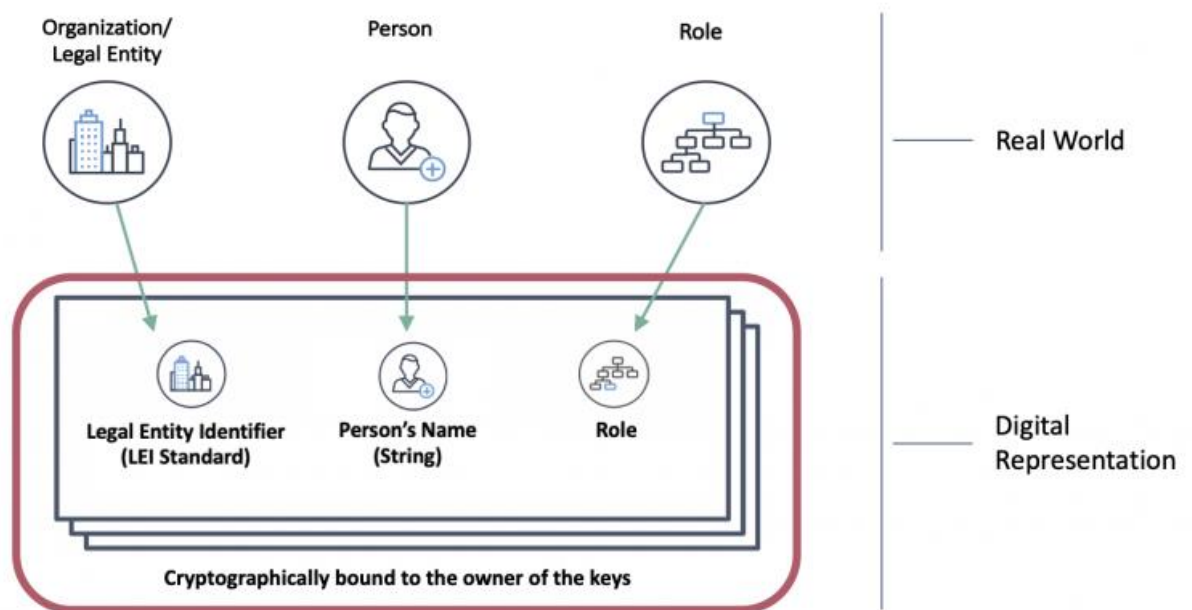 Organization/
Legal Entity
Person
Role
Real World
Legal Entity Identifier
(LEI Standard)
Person's Name
(String)
Role
Digital
Representation
Cryptographically bound to the owner of the keys